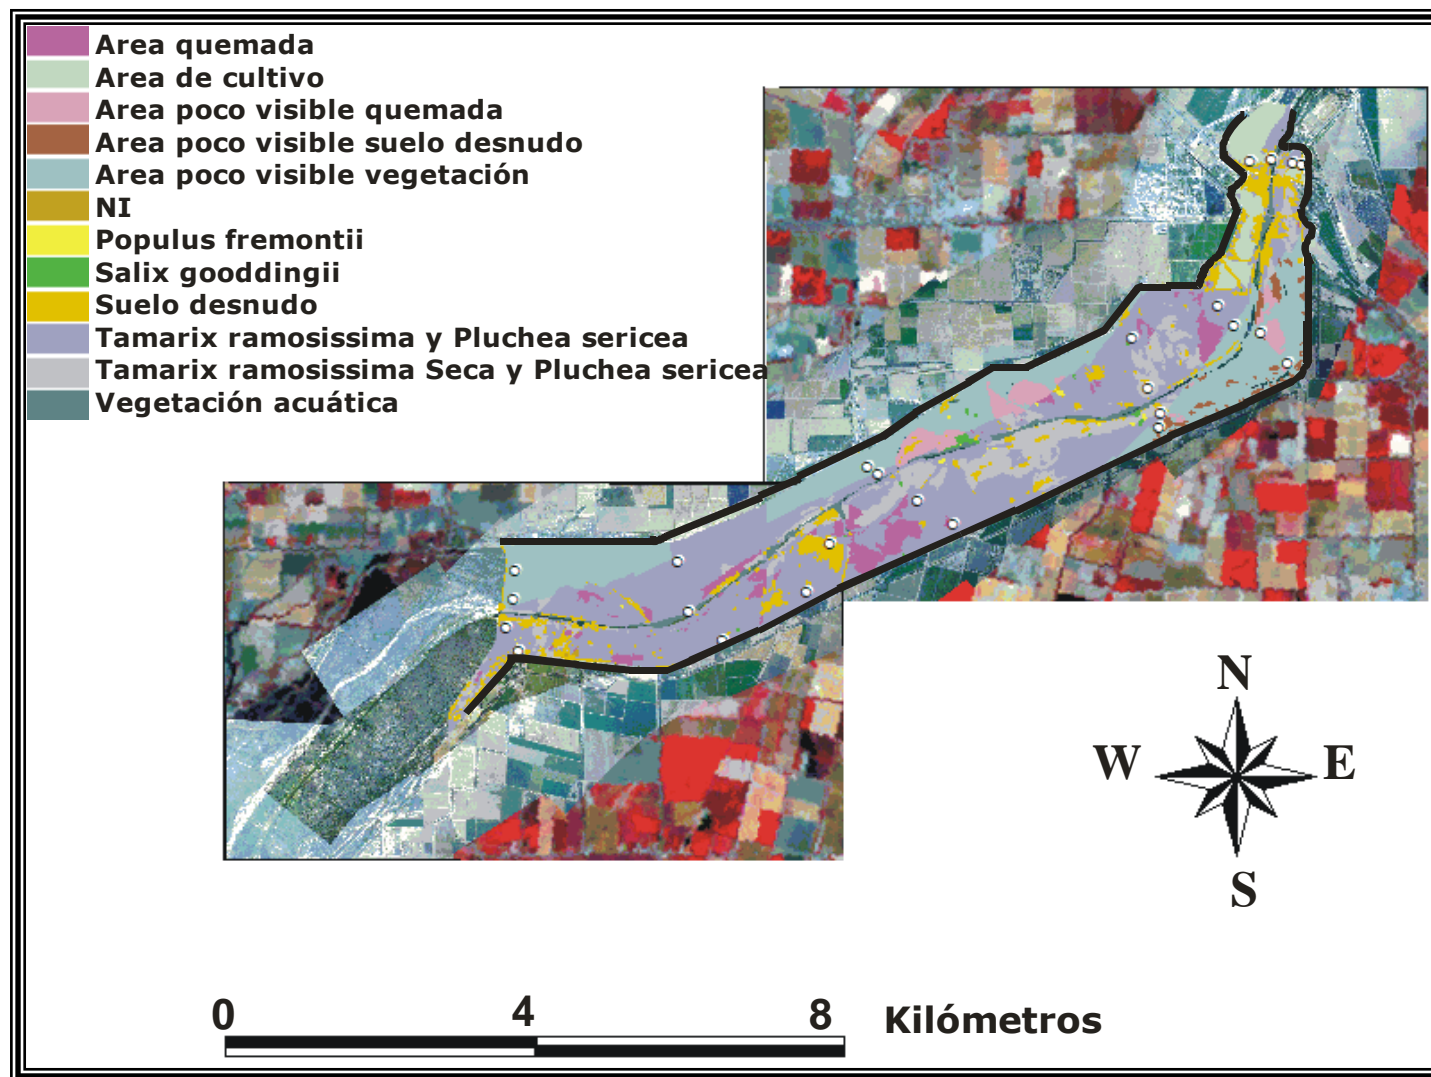 Area quemada
Area de cultivo
Area poco visible quemada
Area poco visible suelo desnudo
Area poco visible vegetación
NI
Populus fremontii
Salix gooddingii
Suelo desnudo
Tamarix ramosissima y Pluchea sericea
Tamarix ramosissima Seca y Pluchea sericea
Vegetación acuática
N
W E
S
0 4 8 Kilómetros